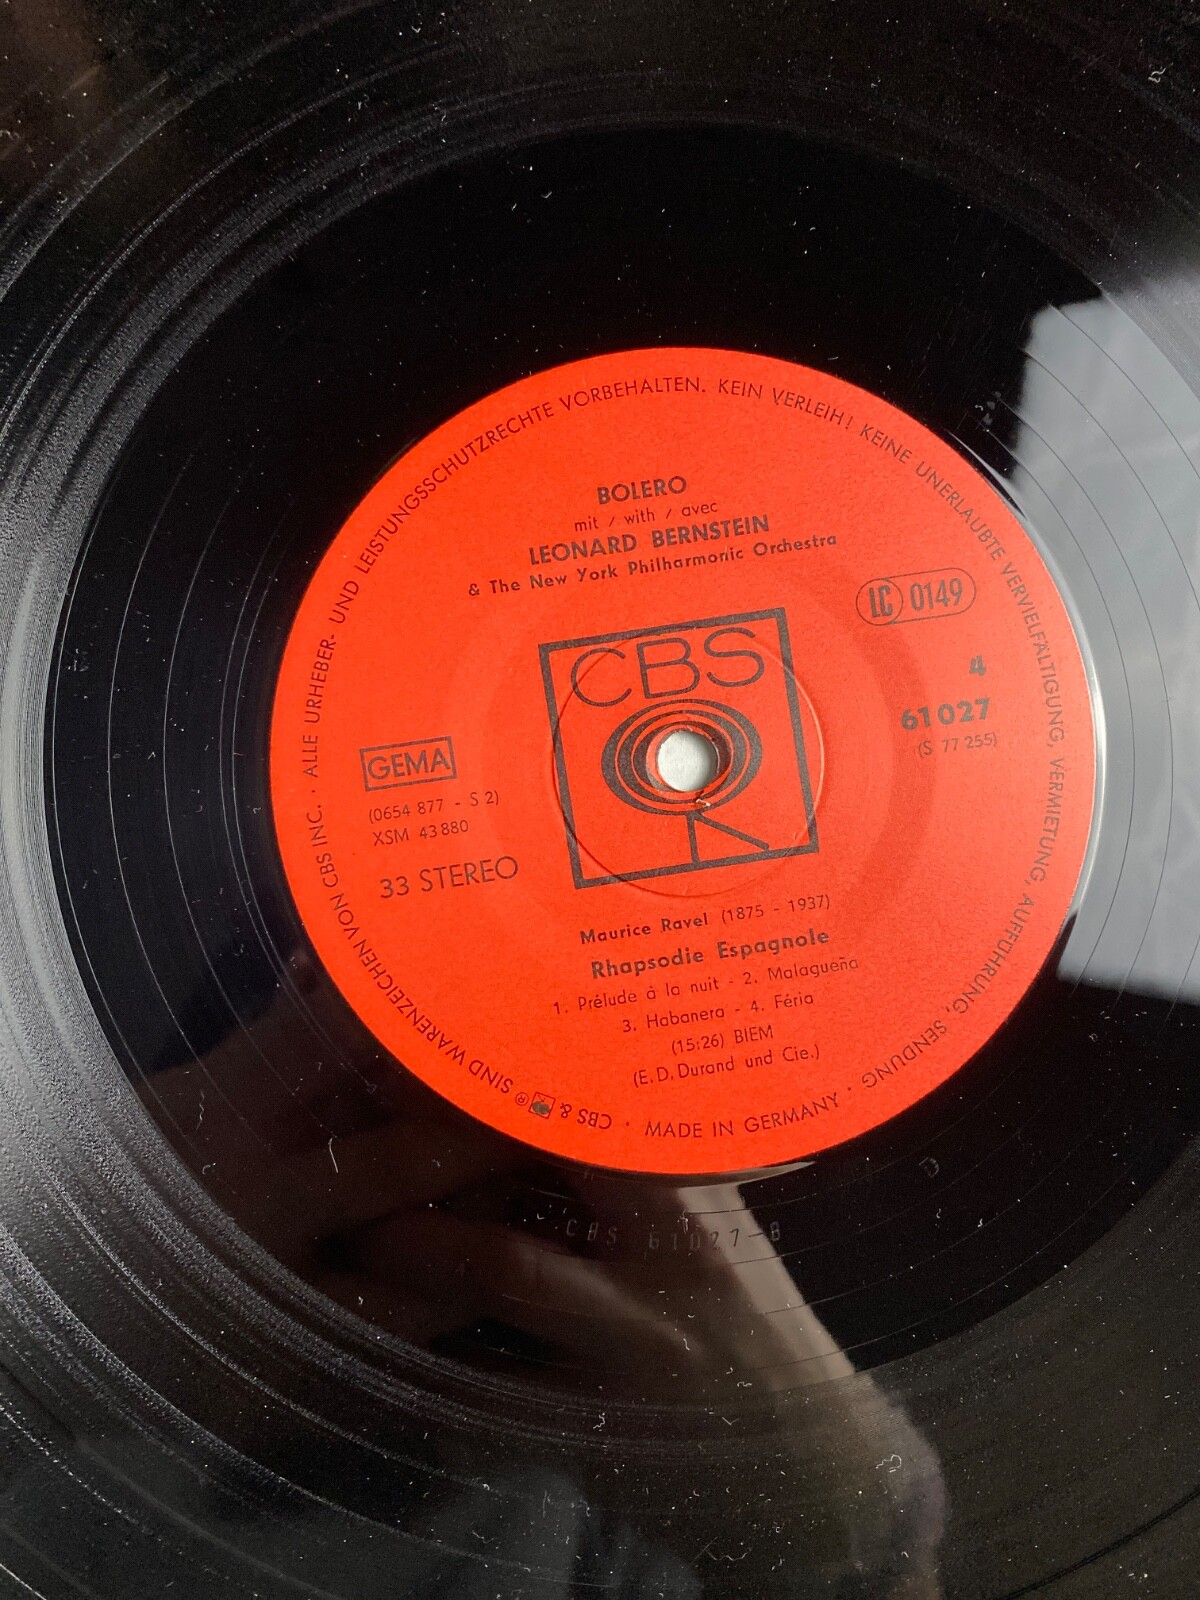 ALLE URHEBER- UND LEISTUNGSSCHUTZRECHTE VORBEHALTEN. KEIN VERLEIH! KEINE UNERLAUBTE VERVIELFÄLTIGUNG, VERMIETUNG, AUFFÜHRUNG, SENDUNG · MADE IN GERMANY · CBS & ® SIND WARENZEICHEN VON CBS INC. ·
BOLERO
mit / with / avec
LEONARD BERNSTEIN
& The New York Philharmonic Orchestra
LC 0149
CBS
4
61 027
(S 77 255)
GEMA
(0654 877 - S 2)
XSM 43 880
33 STEREO
Maurice Ravel (1875 - 1937)
Rhapsodie Espagnole
1. Prélude à la nuit - 2. Malagueña
3. Habanera - 4. Féria
(15:26) BIEM
(E. D. Durand und Cie.)
CBS 61027-B